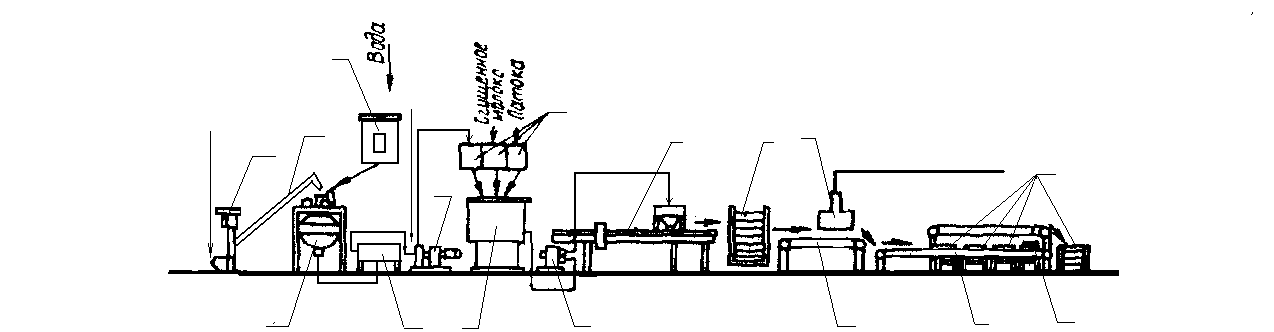 Вода
Сгущенное
молоко
Патока